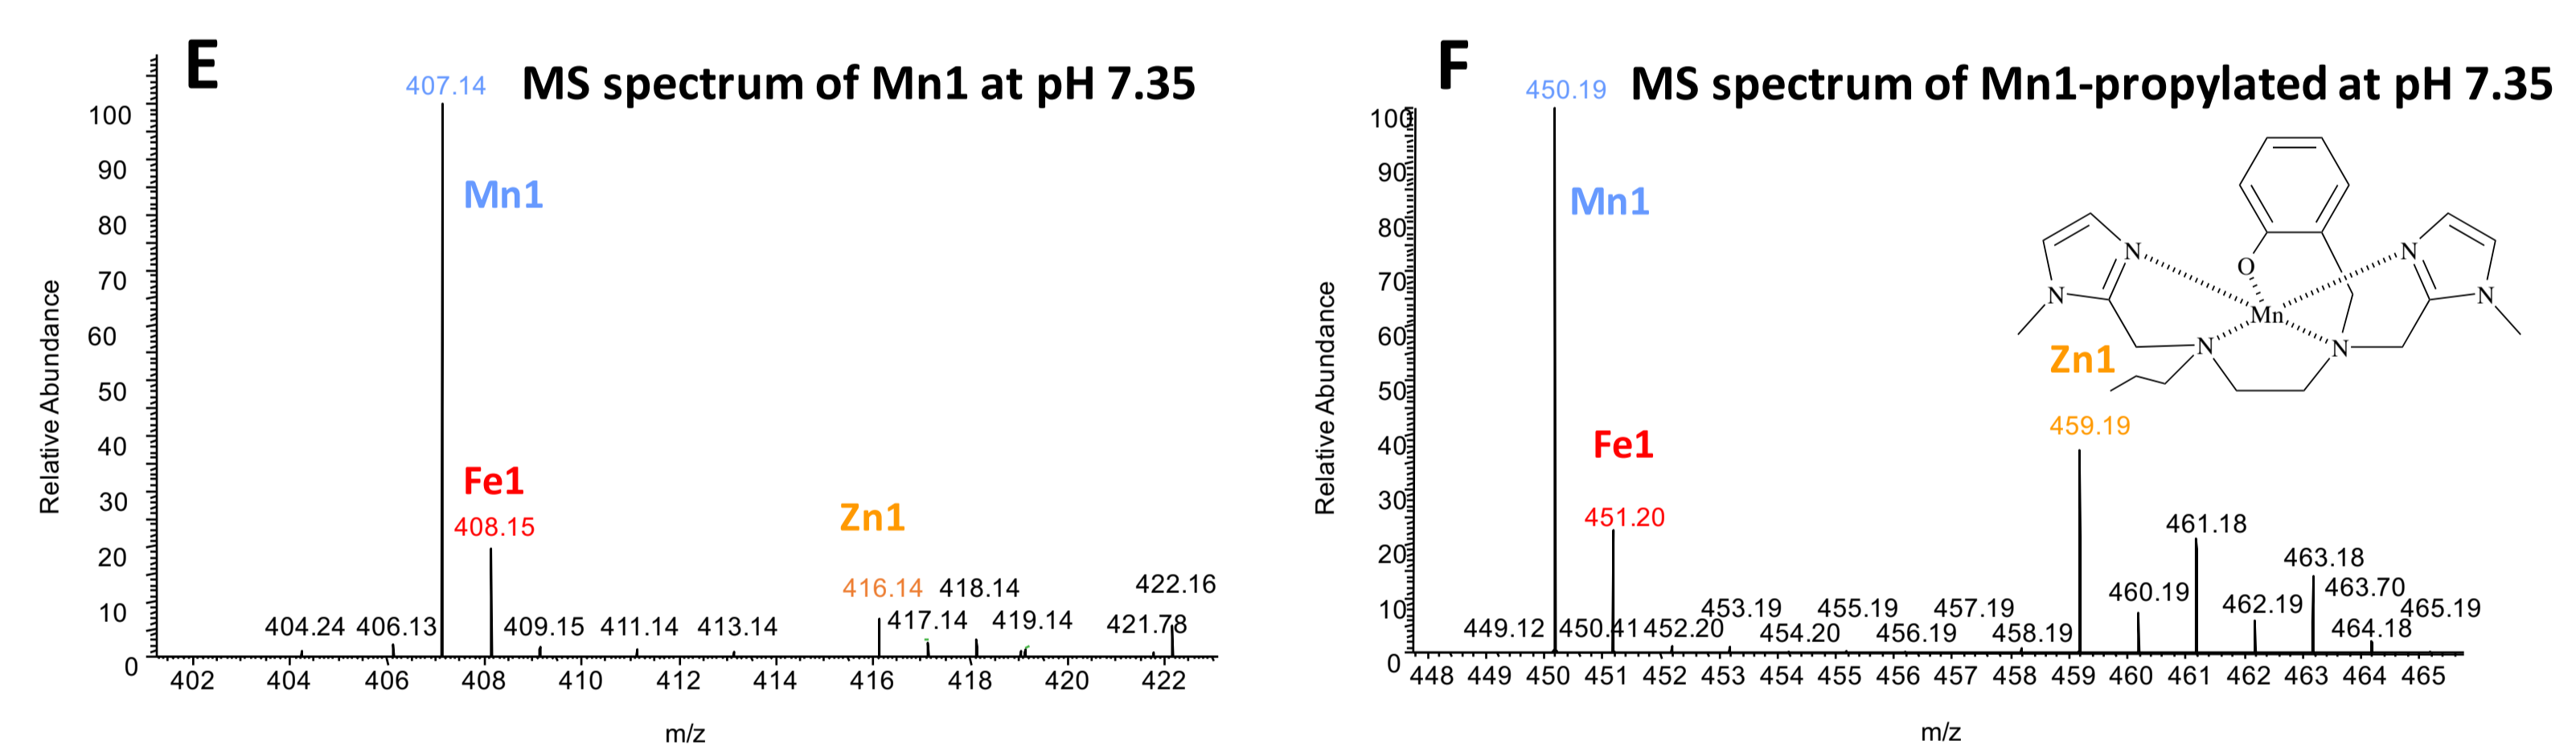 E
MS spectrum of Mn1 at pH 7.35
407.14
Mn1
Fe1
408.15
Zn1
416.14 418.14
422.16
404.24 406.13 409.15 411.14 413.14
417.14 419.14 421.78
100
90
80
70
60
50
40
30
20
10
0
Relative Abundance
402 404 406 408 410 412 414 416 418 420 422
m/z
F
MS spectrum of Mn1-propylated at pH 7.35
450.19
Mn1
Fe1
451.20
Zn1
459.19
461.18
463.18
460.19
463.70
462.19
465.19
464.18
453.19 455.19 457.19
449.12 450.41 452.20 454.20 456.19 458.19
100
90
80
70
60
50
40
30
20
10
0
Relative Abundance
448 449 450 451 452 453 454 455 456 457 458 459 460 461 462 463 464 465
m/z
N
N
O
N
N
Mn
N
N